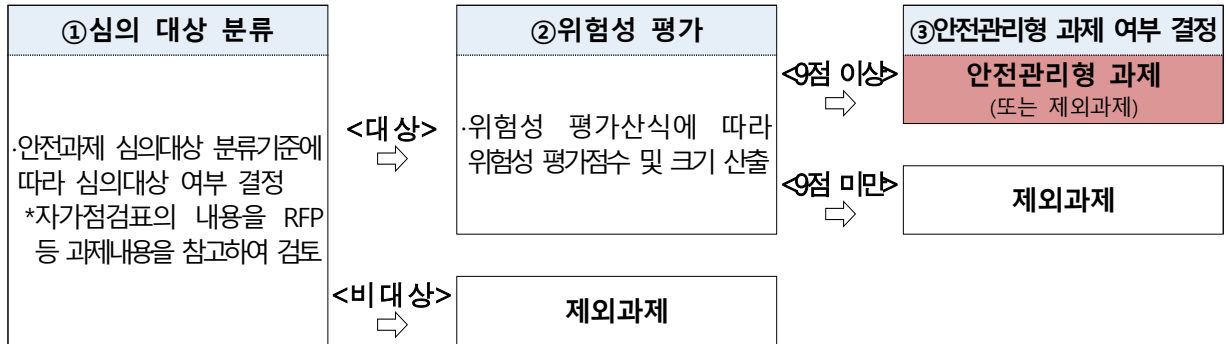 ①심의 대상 분류
·안전과제 심의대상 분류기준에
따라 심의대상 여부 결정
*자가점검표의 내용을 RFP
등 과제내용을 참고하여 검토
<대상>
⇨
<비대상>
⇨
②위험성 평가
·위험성 평가산식에 따라
위험성 평가점수 및 크기 산출
제외과제
<9점 이상>
⇨
<9점 미만>
⇨
③안전관리형 과제 여부 결정
안전관리형 과제
(또는 제외과제)
제외과제